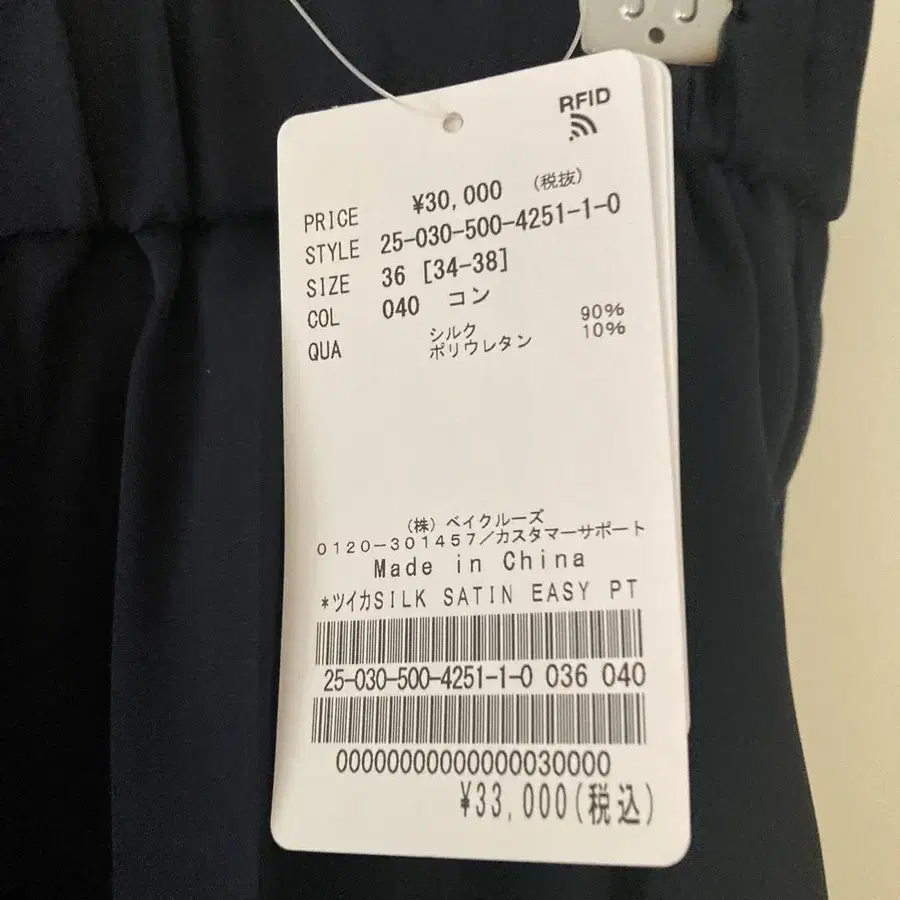 RFID
PRICE ¥30,000 (税抜)
STYLE 25-030-500-4251-1-0
SIZE 36 [34-38]
COL 040 コン
QUA シルク 90%
ポリウレタン 10%
(株) ベイクルーズ
0120-301457/カスタマーサポート
Made in China
*ツイカSILK SATIN EASY PT
25-030-500-4251-1-0 036 040
00000000000000030000
¥33,000(税込)